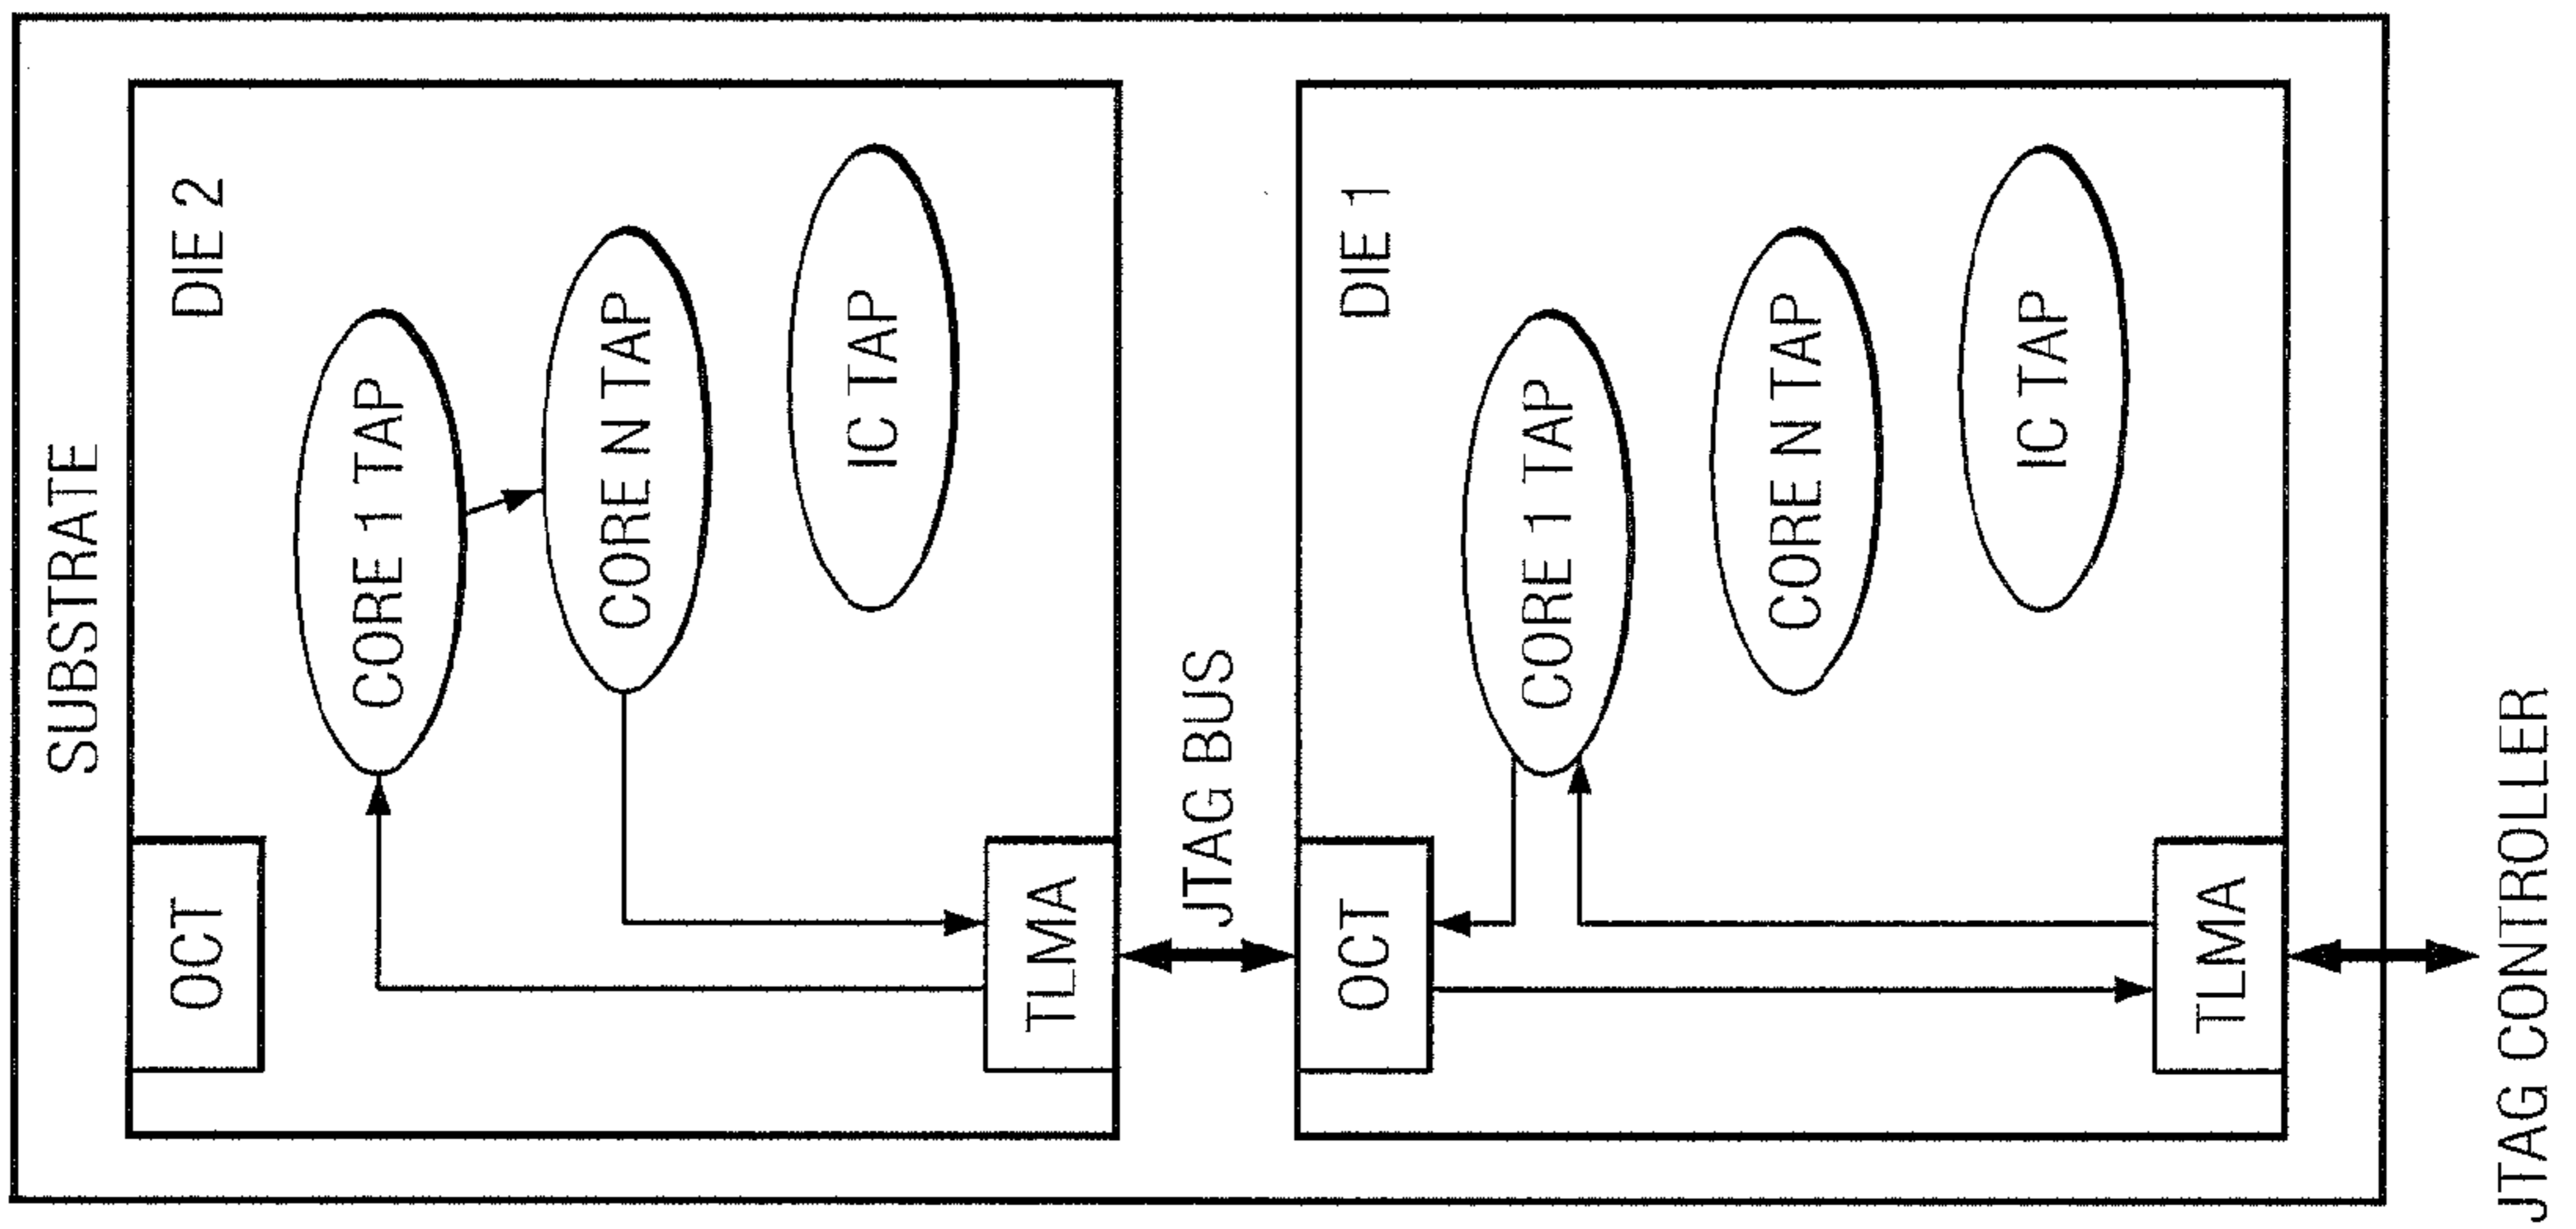 SUBSTRATE
DIE 2
CORE 1 TAP
CORE N TAP
IC TAP
OCT
TLMA
JTAG BUS
DIE 1
CORE 1 TAP
CORE N TAP
IC TAP
OCT
TLMA
JTAG CONTROLLER